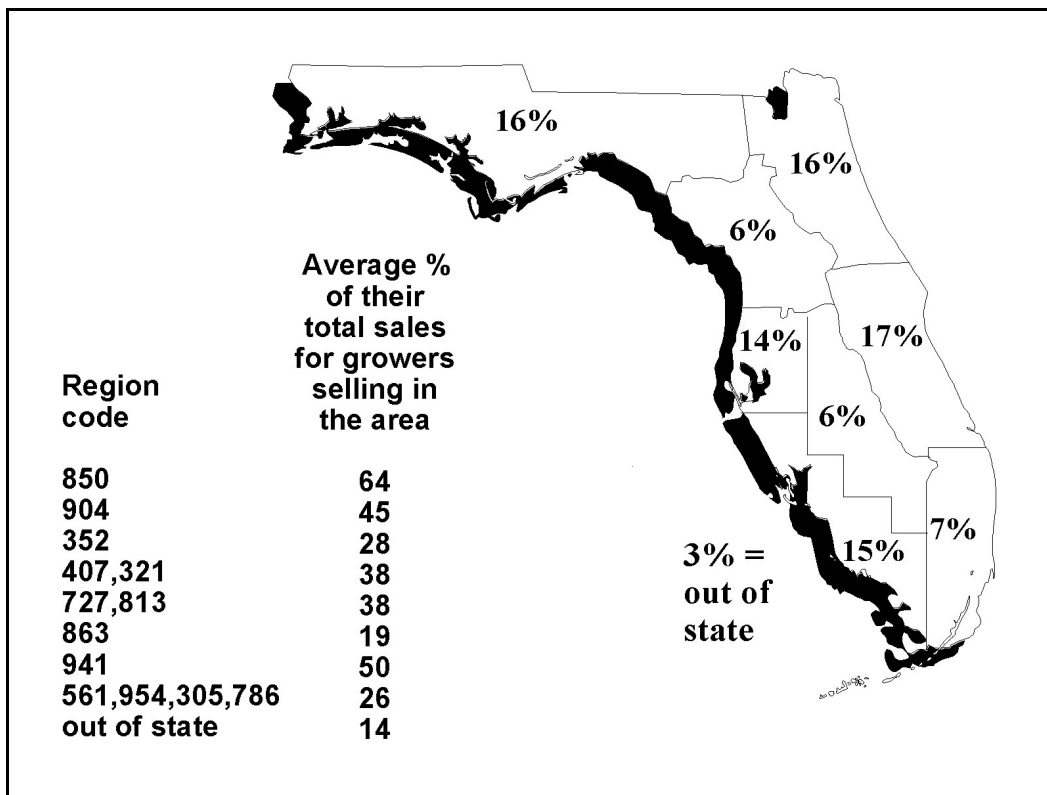 16%
16%
6%
17%
14%
6%
7%
15%
3% =
out of
state
Region
code
Average %
of their
total sales
for growers
selling in
the area
850 64
904 45
352 28
407,321 38
727,813 38
863 19
941 50
561,954,305,786 26
out of state 14